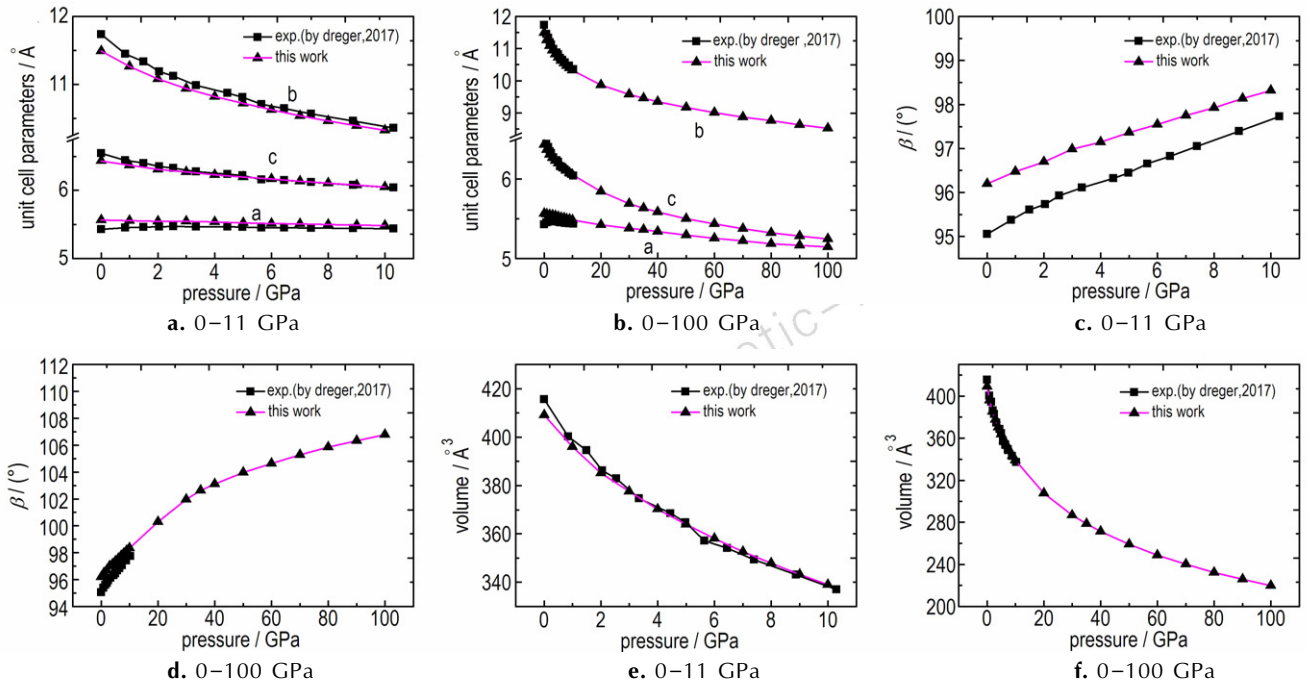 12
11
6
5
unit cell parameters / Å
exp.(by dreger,2017)
this work
b
c
a
0 2 4 6 8 10
pressure / GPa
a. 0–11 GPa
12
11
10
9
8
6
5
unit cell parameters / Å
exp.(by dreger ,2017)
this work
b
c
a
0 20 40 60 80 100
pressure / GPa
b. 0–100 GPa
100
99
98
97
96
95
β / (°)
exp.(by dreger,2017)
this work
0 2 4 6 8 10
pressure / GPa
c. 0–11 GPa
etic–
112
110
108
106
104
102
100
98
96
94
β / (°)
exp.(by dreger,2017)
this work
0 20 40 60 80 100
pressure / GPa
d. 0–100 GPa
420
400
380
360
340
volume / Å³
exp.(by dreger,2017)
this work
0 2 4 6 8 10
pressure / GPa
e. 0–11 GPa
400
360
320
280
240
200
volume / Å³
exp.(by dreger,2017)
this work
0 20 40 60 80 100
pressure / GPa
f. 0–100 GPa